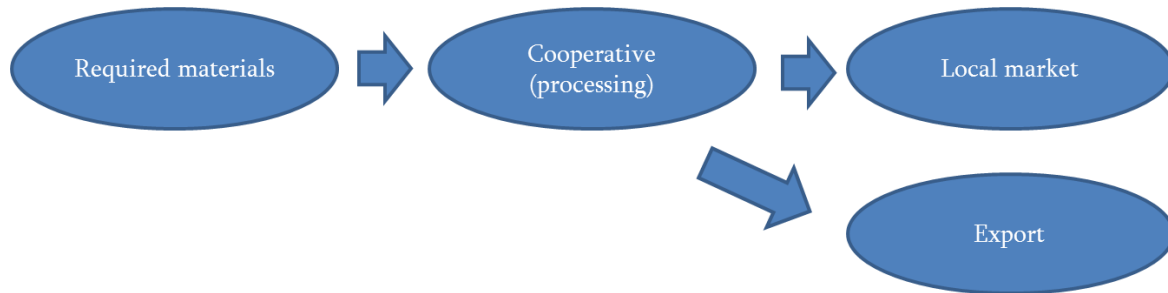 Required materials
Cooperative
(processing)
Local market
Export